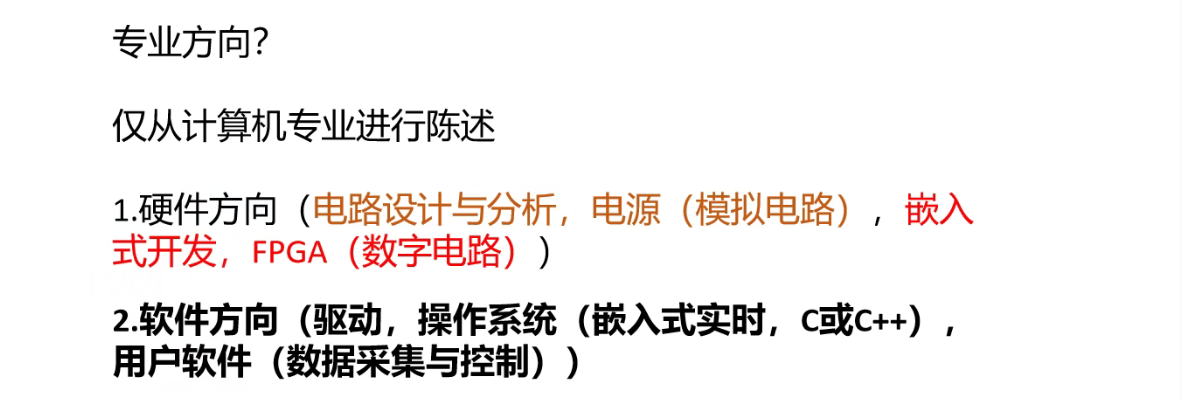 专业方向？
仅从计算机专业进行陈述
1.硬件方向（电路设计与分析，电源（模拟电路），嵌入
式开发，FPGA（数字电路））
2.软件方向（驱动，操作系统（嵌入式实时，C或C++），
用户软件（数据采集与控制））